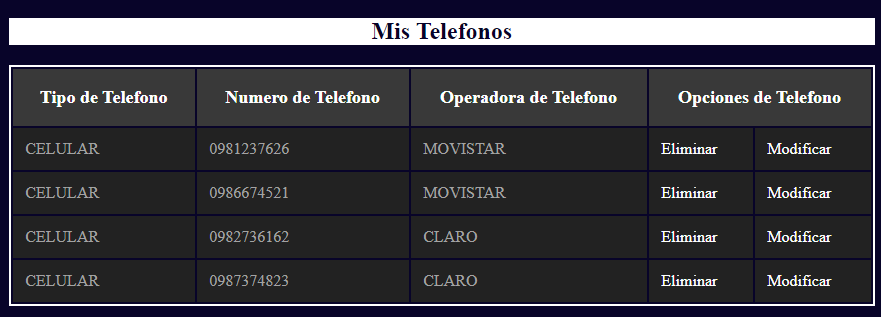 Mis Telefonos
Tipo de Telefono Numero de Telefono Operadora de Telefono Opciones de Telefono
CELULAR 0981237626 MOVISTAR Eliminar Modificar
CELULAR 0986674521 MOVISTAR Eliminar Modificar
CELULAR 0982736162 CLARO Eliminar Modificar
CELULAR 0987374823 CLARO Eliminar Modificar